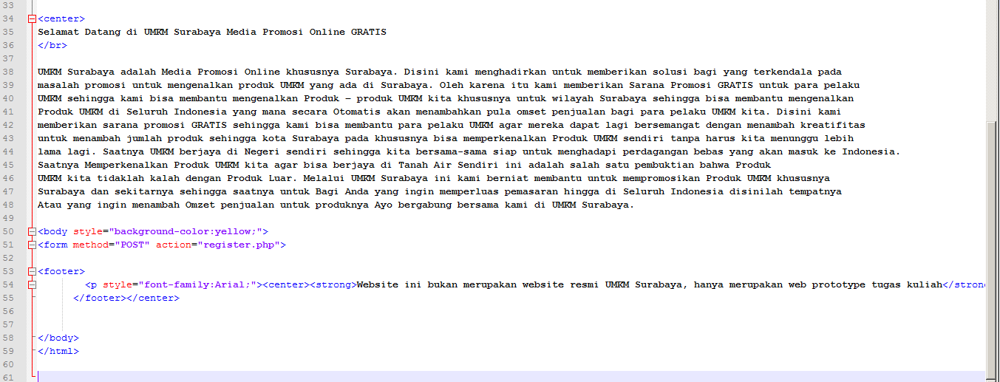 33
34 <center>
35 Selamat Datang di UMKM Surabaya Media Promosi Online GRATIS
36 </br>
37
38 UMKM Surabaya adalah Media Promosi Online khususnya Surabaya. Disini kami menghadirkan untuk memberikan solusi bagi yang terkendala pada
39 masalah promosi untuk mengenalkan produk UMKM yang ada di Surabaya. Oleh karena itu kami memberikan Sarana Promosi GRATIS untuk para pelaku
40 UMKM sehingga kami bisa membantu mengenalkan Produk – produk UMKM kita khususnya untuk wilayah Surabaya sehingga bisa membantu mengenalkan
41 Produk UMKM di Seluruh Indonesia yang mana secara Otomatis akan menambahkan pula omset penjualan bagi para pelaku UMKM kita. Disini kami
42 memberikan sarana promosi GRATIS sehingga kami bisa membantu para pelaku UMKM agar mereka dapat lagi bersemangat dengan menambah kreatifitas
43 untuk menambah jumlah produk sehingga kota Surabaya pada khususnya bisa memperkenalkan Produk UMKM sendiri tanpa harus kita menunggu lebih
44 lama lagi. Saatnya UMKM berjaya di Negeri sendiri sehingga kita bersama-sama siap untuk menghadapi perdagangan bebas yang akan masuk ke Indonesia.
45 Saatnya Memperkenalkan Produk UMKM kita agar bisa berjaya di Tanah Air Sendiri ini adalah salah satu pembuktian bahwa Produk
46 UMKM kita tidaklah kalah dengan Produk Luar. Melalui UMKM Surabaya ini kami berniat membantu untuk mempromosikan Produk UMKM khususnya
47 Surabaya dan sekitarnya sehingga saatnya untuk Bagi Anda yang ingin memperluas pemasaran hingga di Seluruh Indonesia disinilah tempatnya
48 Atau yang ingin menambah Omzet penjualan untuk produknya Ayo bergabung bersama kami di UMKM Surabaya.
49
50 <body style="background-color:yellow;">
51 <form method="POST" action="register.php">
52
53 <footer>
54 <p style="font-family:Arial;"><center><strong>Website ini bukan merupakan website resmi UMKM Surabaya, hanya merupakan web prototype tugas kuliah</stron
55 </footer></center>
56
57
58 </body>
59 </html>
60
61